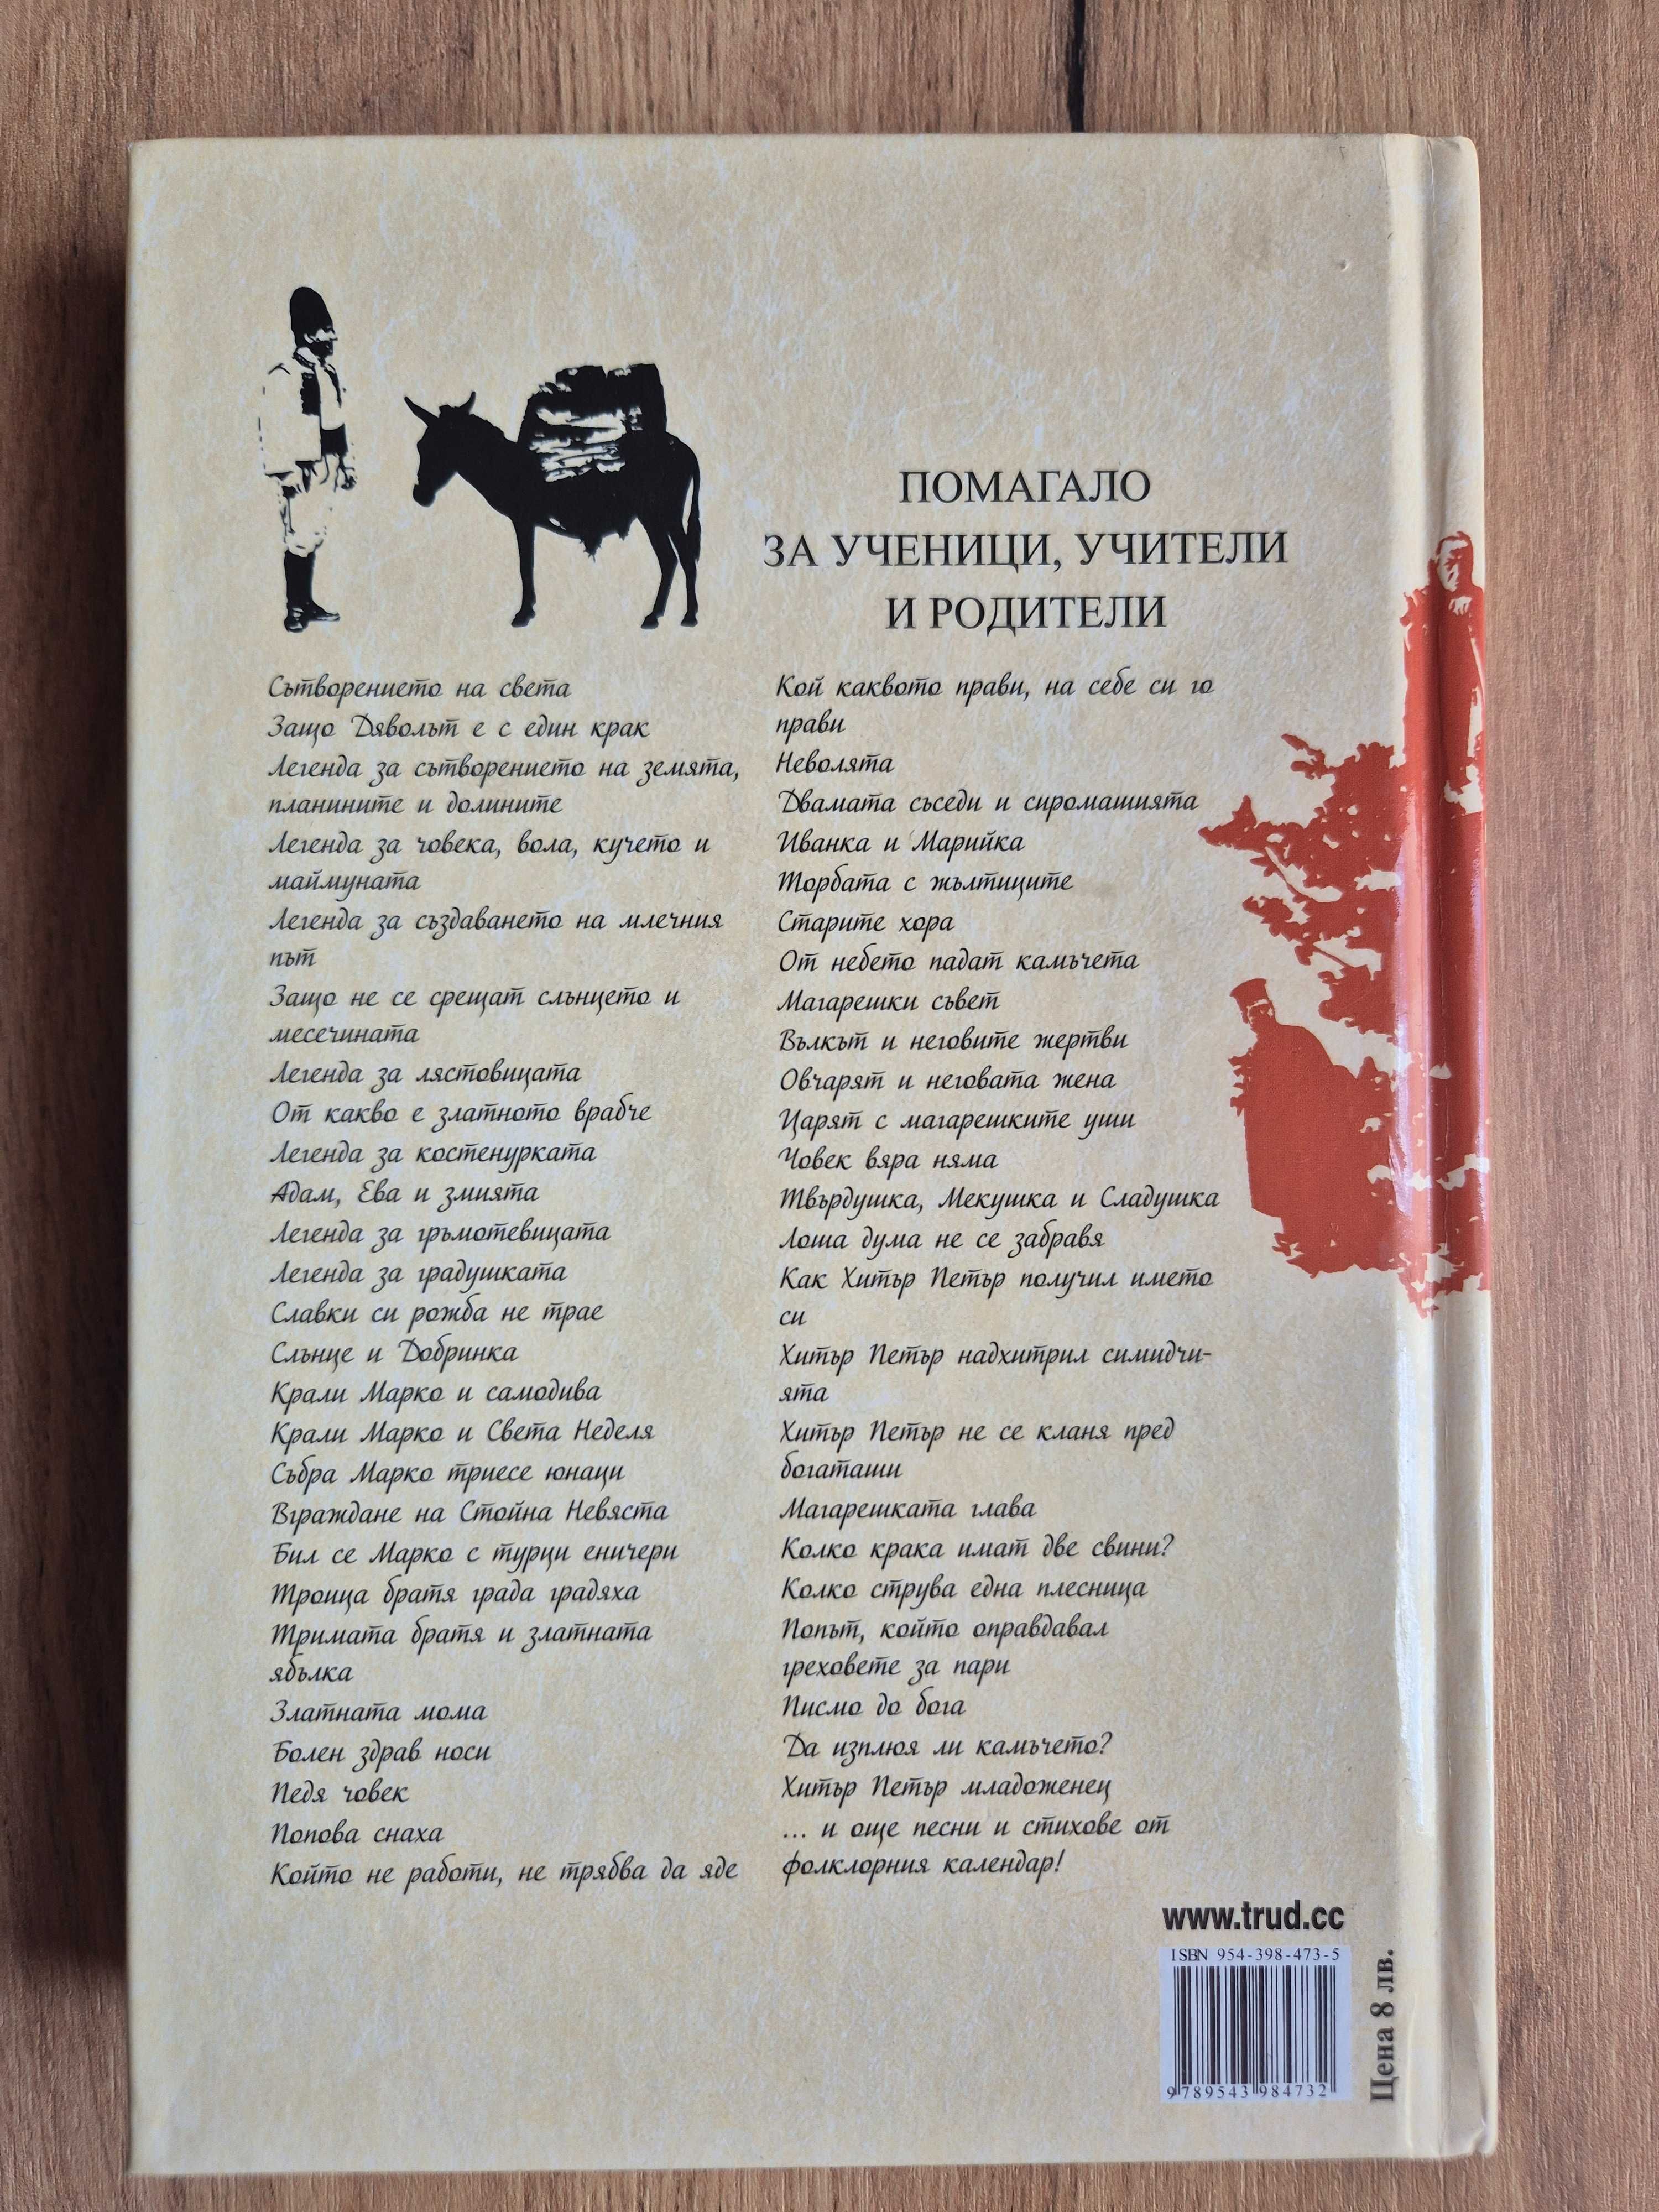 ПОМАГАЛО
ЗА УЧЕНИЦИ, УЧИТЕЛИ
И РОДИТЕЛИ
Сътворението на света
Защо Дяволът е с един крак
Легенда за сътворението на земята,
планините и долините
Легенда за човека, вола, кучето и
маймуната
Легенда за създаването на млечния
път
Защо не се срещат слънцето и
месечината
Легенда за лястовицата
От какво е златното врабче
Легенда за костенурката
Адам, Ева и змията
Легенда за гръмотевицата
Легенда за градушката
Славки си рожба не трае
Слънце и Добринка
Крали Марко и самодива
Крали Марко и Света Неделя
Събра Марко триесе юнаци
Вграждане на Стойна Невяста
Бил се Марко с турци еничери
Троица братя града градяха
Тримата братя и златната
ябълка
Златната мома
Болен здрав носи
Педя човек
Попова снаха
Който не работи, не трябва да яде
Кой каквото прави, на себе си го
прави
Неволята
Двамата съседи и сиромашията
Иванка и Марийка
Торбата с жълтиците
Старите хора
От небето падат камъчета
Магарешки съвет
Вълкът и неговите жертви
Овчарят и неговата жена
Царят с магарешките уши
Човек вяра няма
Твърдушка, Мекушка и Сладушка
Лоша дума не се забравя
Как Хитър Петър получил името
си
Хитър Петър надхитрил симидчи-
ята
Хитър Петър не се кланя пред
богаташи
Магарешката глава
Колко крака имат две свини?
Колко струва една плесница
Попът, който оправдавал
греховете за пари
Писмо до бога
Да изплюя ли камъчето?
Хитър Петър младоженец
... и още песни и стихове от
фолклорния календар!
www.trud.cc
ISBN 954-398-473-5
9789543984732
Цена 8 лв.